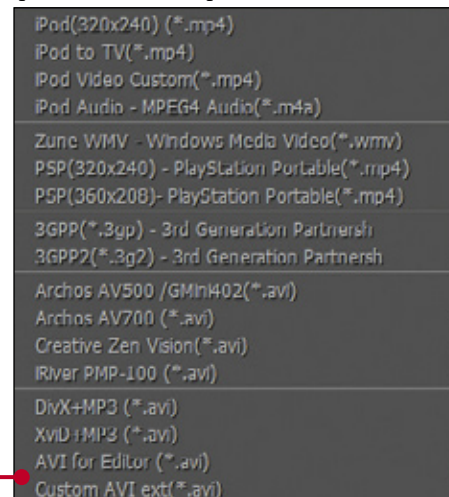 iPod(320x240) (*.mp4)
iPod to TV(*.mp4)
iPod Video Custom(*.mp4)
iPod Audio - MPEG4 Audio(*.m4a)
Zune WMV - Windows Media Video(*.wmv)
PSP(320x240) - PlayStation Portable(*.mp4)
PSP(360x208)- PlayStation Portable(*.mp4)
3GPP(*.3gp) - 3rd Generation Partnersh
3GPP2(*.3g2) - 3rd Generation Partnersh
Archos AV500 /GMini402(*.avi)
Archos AV700 (*.avi)
Creative Zen Vision(*.avi)
iRiver PMP-100 (*.avi)
DivX+MP3 (*.avi)
XviD+MP3 (*.avi)
AVI for Editor (*.avi)
Custom AVI ext(*.avi)